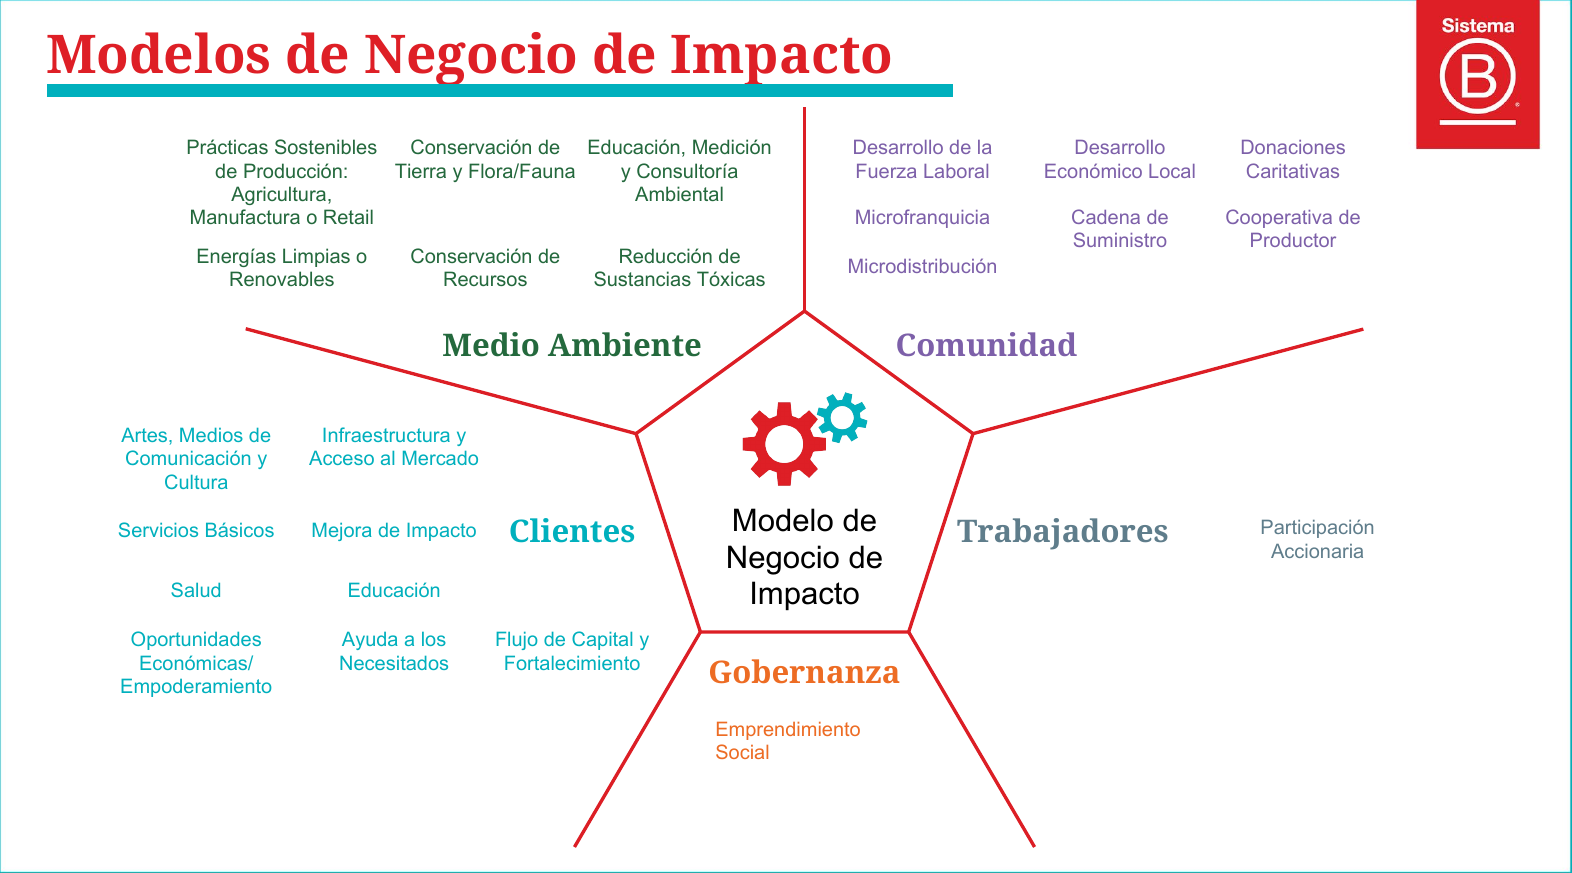 Modelos de Negocio de Impacto
Sistema
B
®
Prácticas Sostenibles
de Producción:
Agricultura,
Manufactura o Retail
Conservación de
Tierra y Flora/Fauna
Educación, Medición
y Consultoría
Ambiental
Energías Limpias o
Renovables
Conservación de
Recursos
Reducción de
Sustancias Tóxicas
Medio Ambiente
Desarrollo de la
Fuerza Laboral
Desarrollo
Económico Local
Donaciones
Caritativas
Microfranquicia
Cadena de
Suministro
Cooperativa de
Productor
Microdistribución
Comunidad
Artes, Medios de
Comunicación y
Cultura
Infraestructura y
Acceso al Mercado
Servicios Básicos
Mejora de Impacto
Clientes
Salud
Educación
Oportunidades
Económicas/
Empoderamiento
Ayuda a los
Necesitados
Flujo de Capital y
Fortalecimiento
Modelo de
Negocio de
Impacto
Trabajadores
Participación
Accionaria
Gobernanza
Emprendimiento
Social